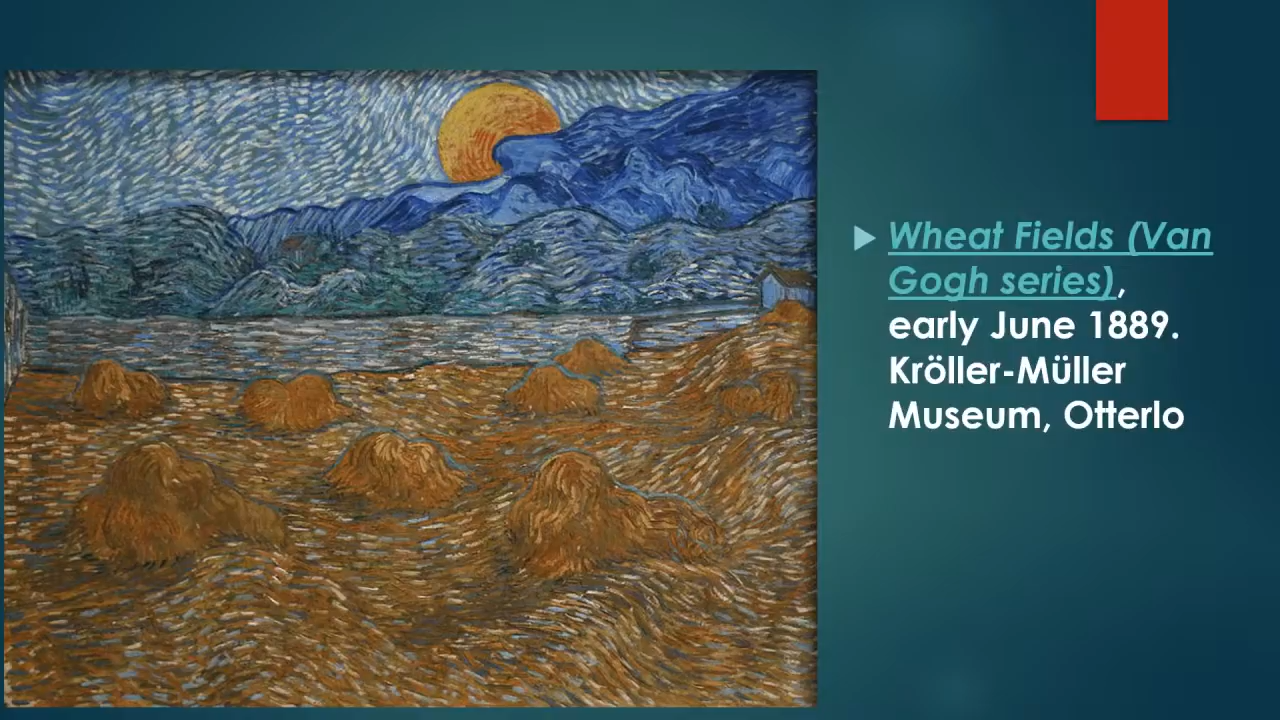 Wheat Fields (Van
Gogh series),
early June 1889.
Kröller-Müller
Museum, Otterlo